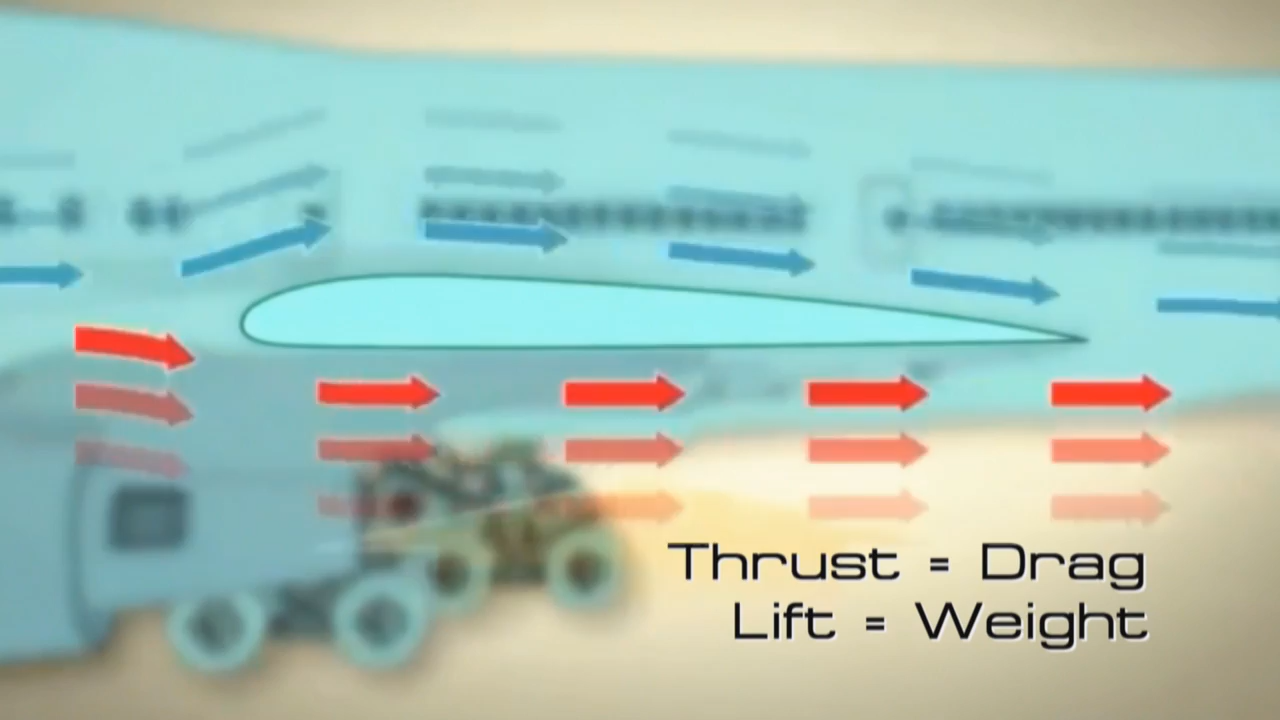 Thrust = Drag
Lift = Weight